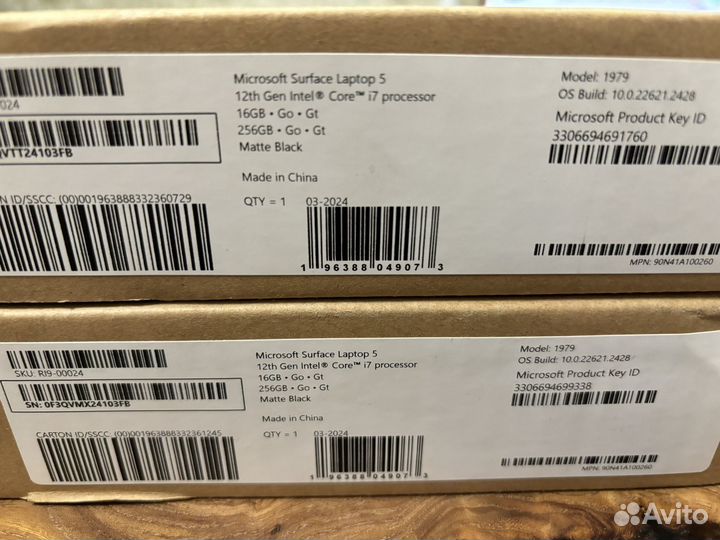 Microsoft Surface Laptop 5
12th Gen Intel® Core™ i7 processor
16GB • Go • Gt
256GB • Go • Gt
Matte Black
Made in China
QTY = 1 03-2024
1 96388 04907 3
Model: 1979
OS Build: 10.0.22621.2428
Microsoft Product Key ID
3306694691760
MPN: 90N41A100260
0024
QVTT24103FB
N ID/SSCC: (00)001963888332360729
SKU: RI9-00024
SN: 0F3QVMX24103FB
CARTON ID/SSCC: (00)001963888332361245
Microsoft Surface Laptop 5
12th Gen Intel® Core™ i7 processor
16GB • Go • Gt
256GB • Go • Gt
Matte Black
Made in China
QTY = 1 03-2024
1 96388 04907 3
Model: 1979
OS Build: 10.0.22621.2428
Microsoft Product Key ID
3306694699338
MPN: 90N41A100260
Avito